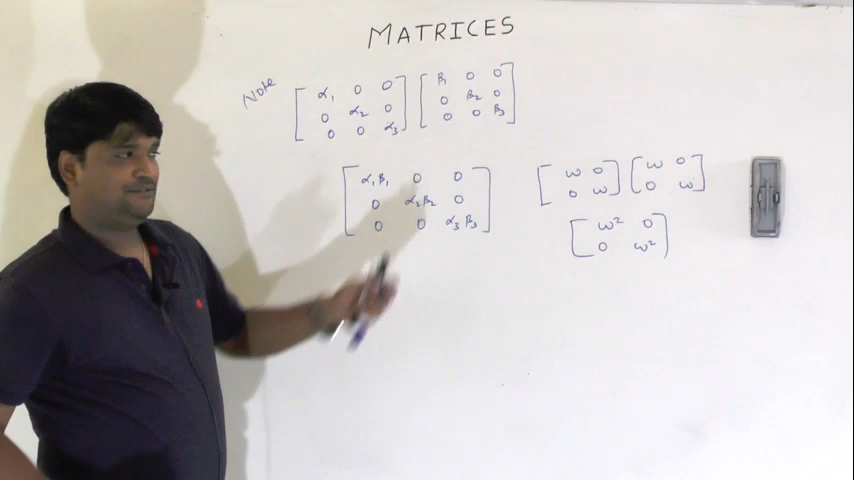 MATRICES
Note
[ α₁ 0 0 ] [ β₁ 0 0 ]
[ 0 α₂ 0 ] [ 0 β₂ 0 ]
[ 0 0 α₃ ] [ 0 0 β₃ ]
[ α₁β₁ 0 0 ]
[ 0 α₂β₂ 0 ]
[ 0 0 α₃β₃ ]
[ ω 0 ] [ ω 0 ]
[ 0 ω ] [ 0 ω ]
[ ω² 0 ]
[ 0 ω² ]